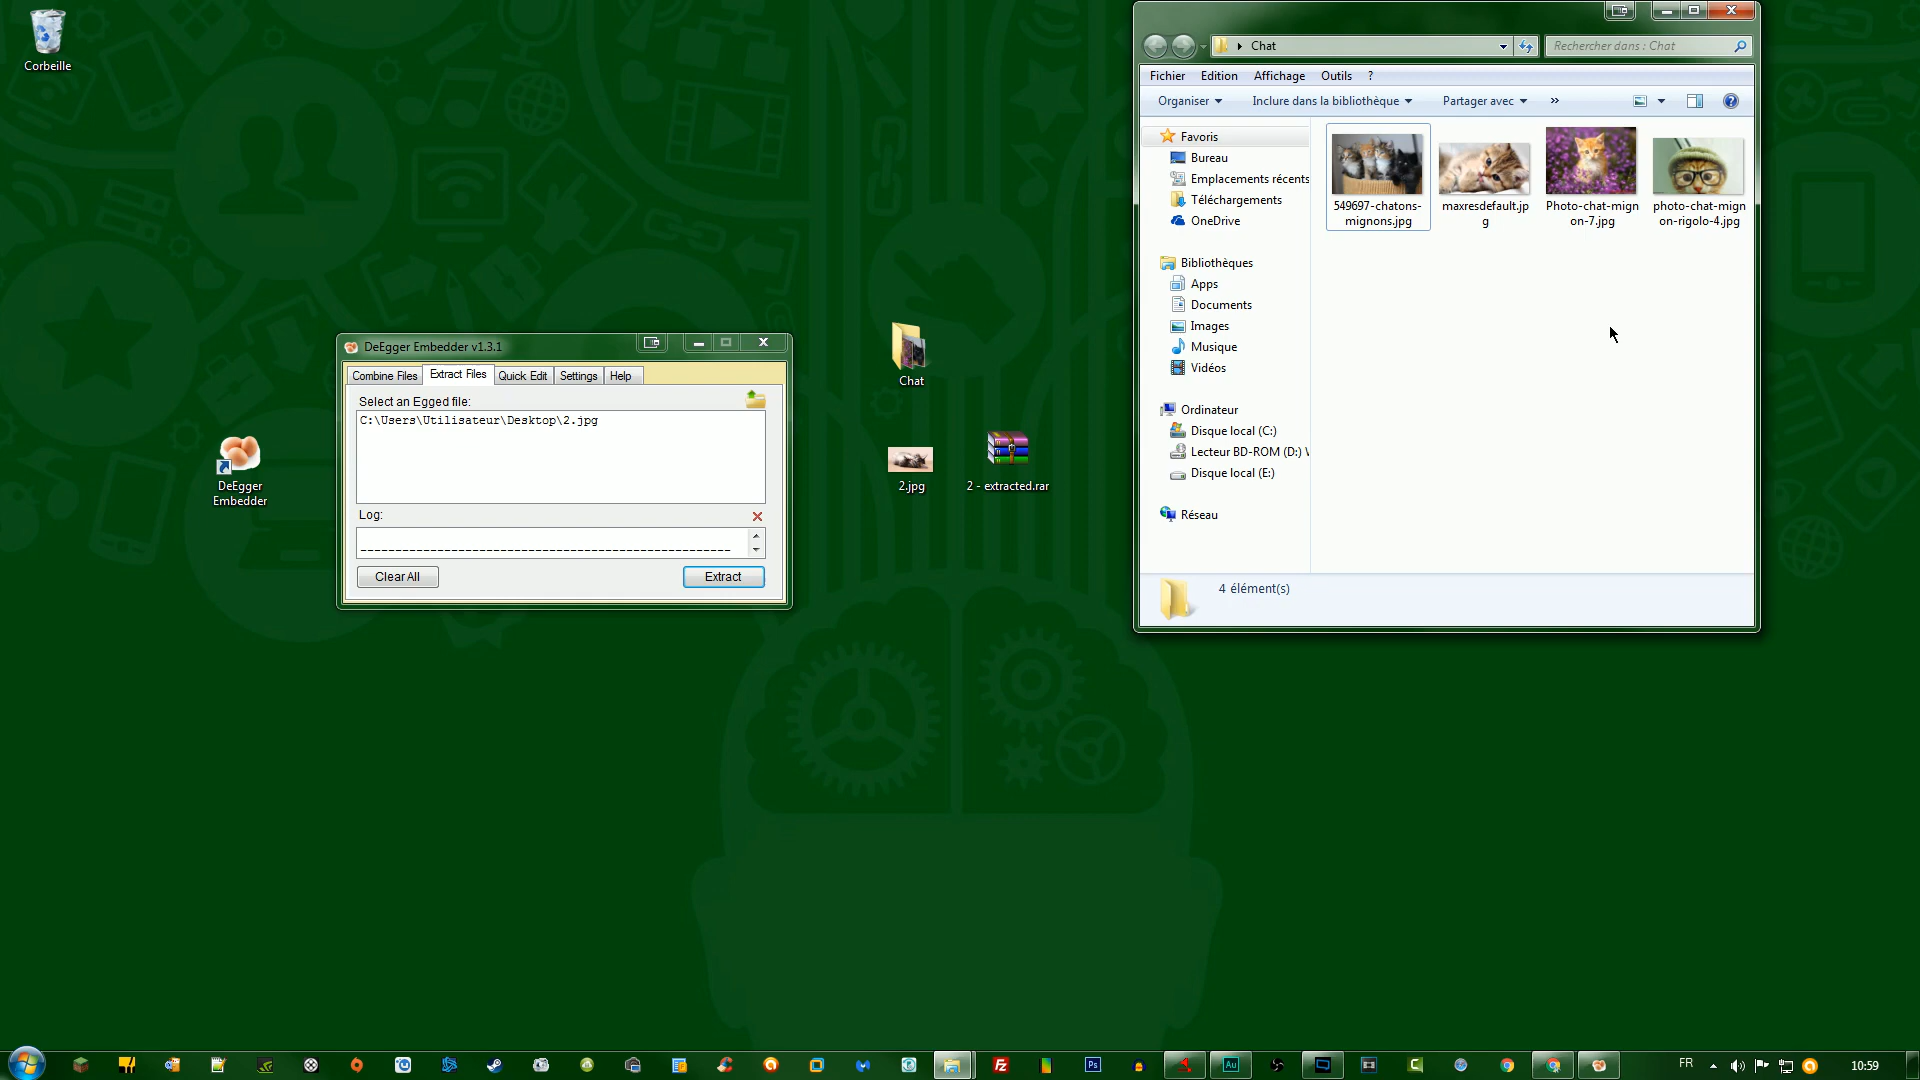 Corbeille
DeEgger
Embedder
DeEgger Embedder v1.3.1
Combine Files
Extract Files
Quick Edit
Settings
Help
Select an Egged file:
C:\Users\Utilisateur\Desktop\2.jpg
Log:
-----------------------------------------------------
Clear All
Extract
Chat
2.jpg
2 - extracted.rar
Chat
Rechercher dans : Chat
Fichier
Edition
Affichage
Outils
?
Organiser
Inclure dans la bibliothèque
Partager avec
»
Favoris
Bureau
Emplacements récents
Téléchargements
OneDrive
Bibliothèques
Apps
Documents
Images
Musique
Vidéos
Ordinateur
Disque local (C:)
Lecteur BD-ROM (D:)
Disque local (E:)
Réseau
549697-chatons-
mignons.jpg
maxresdefault.jp
g
Photo-chat-mign
on-7.jpg
photo-chat-mign
on-rigolo-4.jpg
4 élément(s)
Fz
Ps
Au
FR
10:59